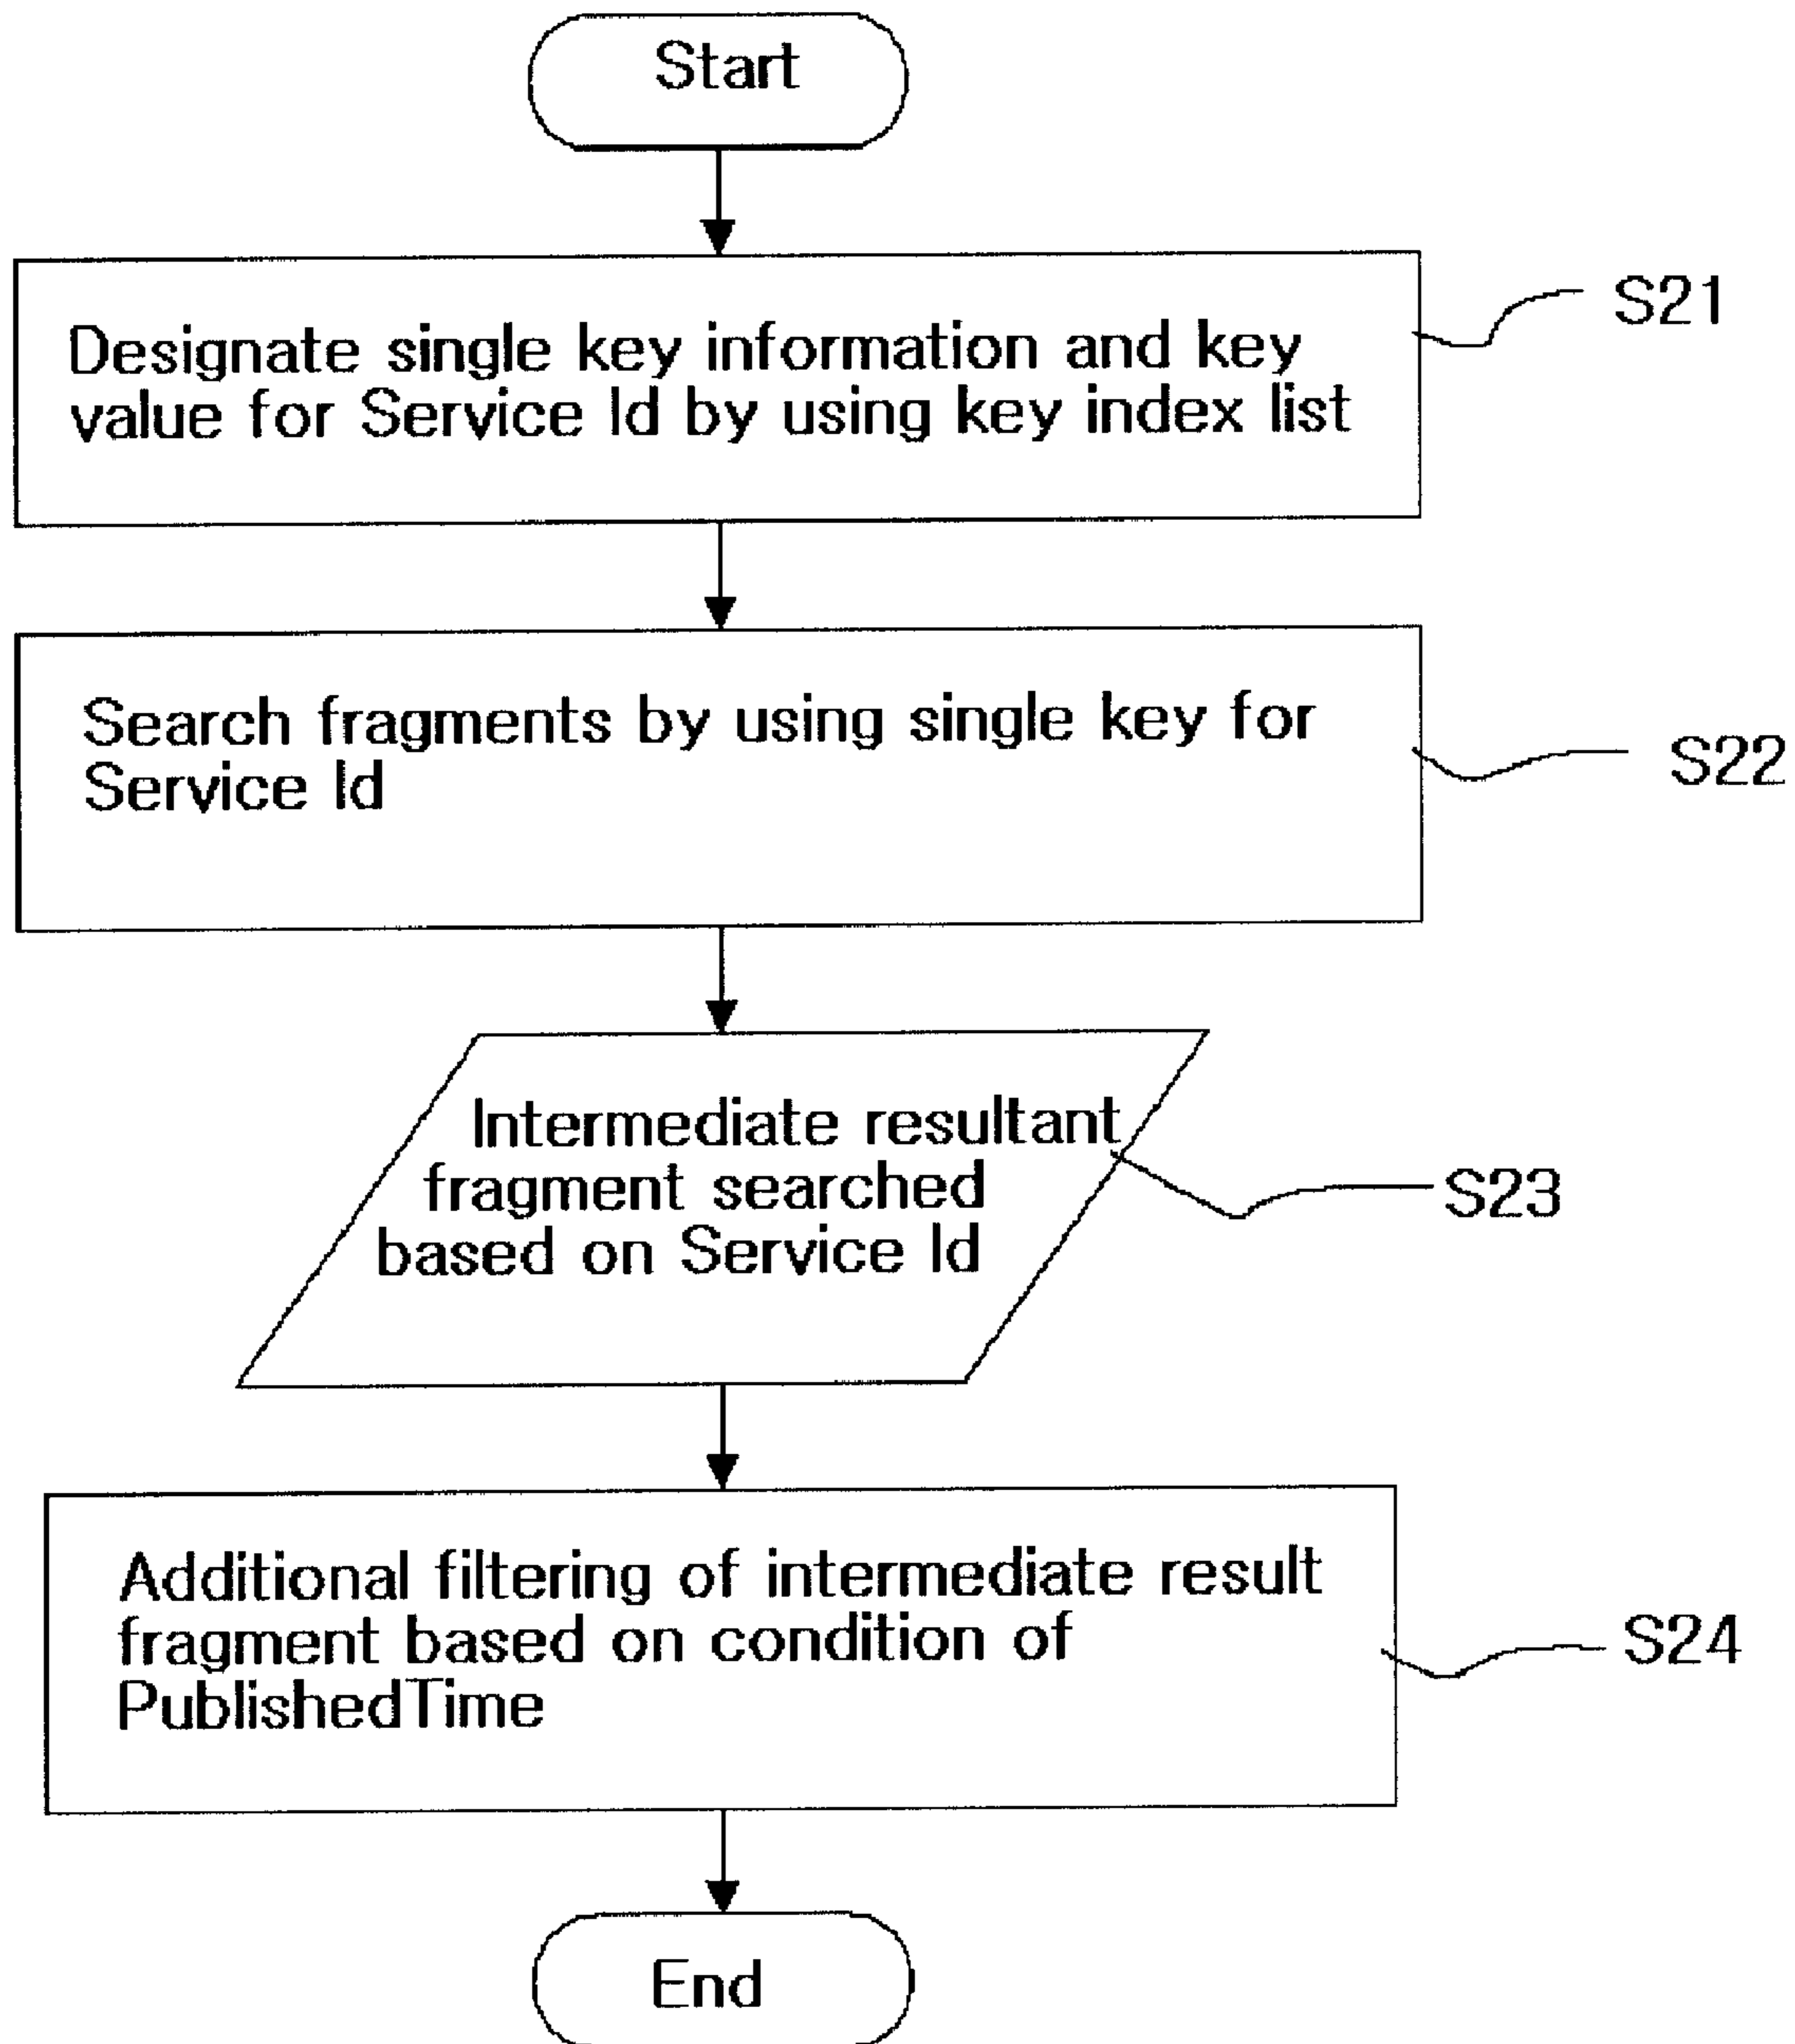 Start
Designate single key information and key
value for Service Id by using key index list
S21
Search fragments by using single key for
Service Id
S22
Intermediate resultant
fragment searched
based on Service Id
S23
Additional filtering of intermediate result
fragment based on condition of
PublishedTime
S24
End